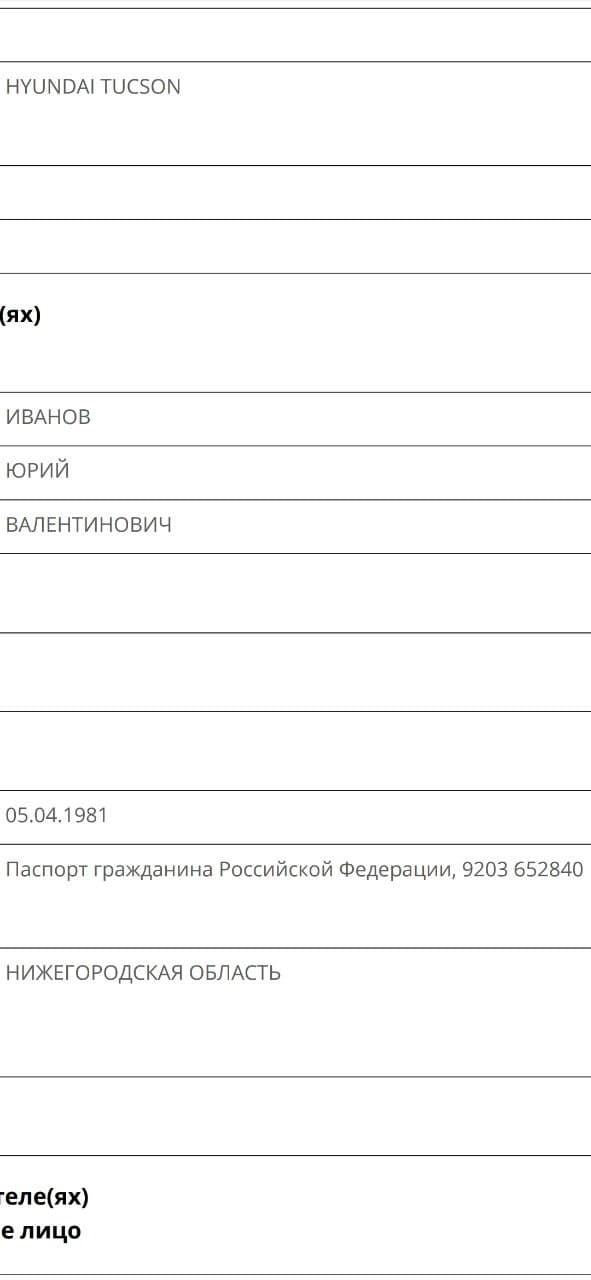 HYUNDAI TUCSON
(ях)
ИВАНОВ
ЮРИЙ
ВАЛЕНТИНОВИЧ
05.04.1981
Паспорт гражданина Российской Федерации, 9203 652840
НИЖЕГОРОДСКАЯ ОБЛАСТЬ
теле(ях)
е лицо